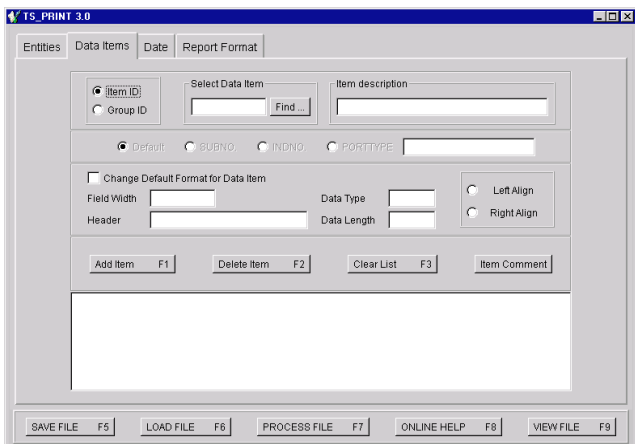 TS_PRINT 3.0
Entities Data Items Date Report Format
Select Data Item Item description
Item ID
Find ...
Group ID
Default SUBNO: INDNO: PORTTYPE
Change Default Format for Data Item
Field Width Data Type Left Align
Header Data Length Right Align
Add Item F1 Delete Item F2 Clear List F3 Item Comment
SAVE FILE F5 LOAD FILE F6 PROCESS FILE F7 ONLINE HELP F8 VIEW FILE F9